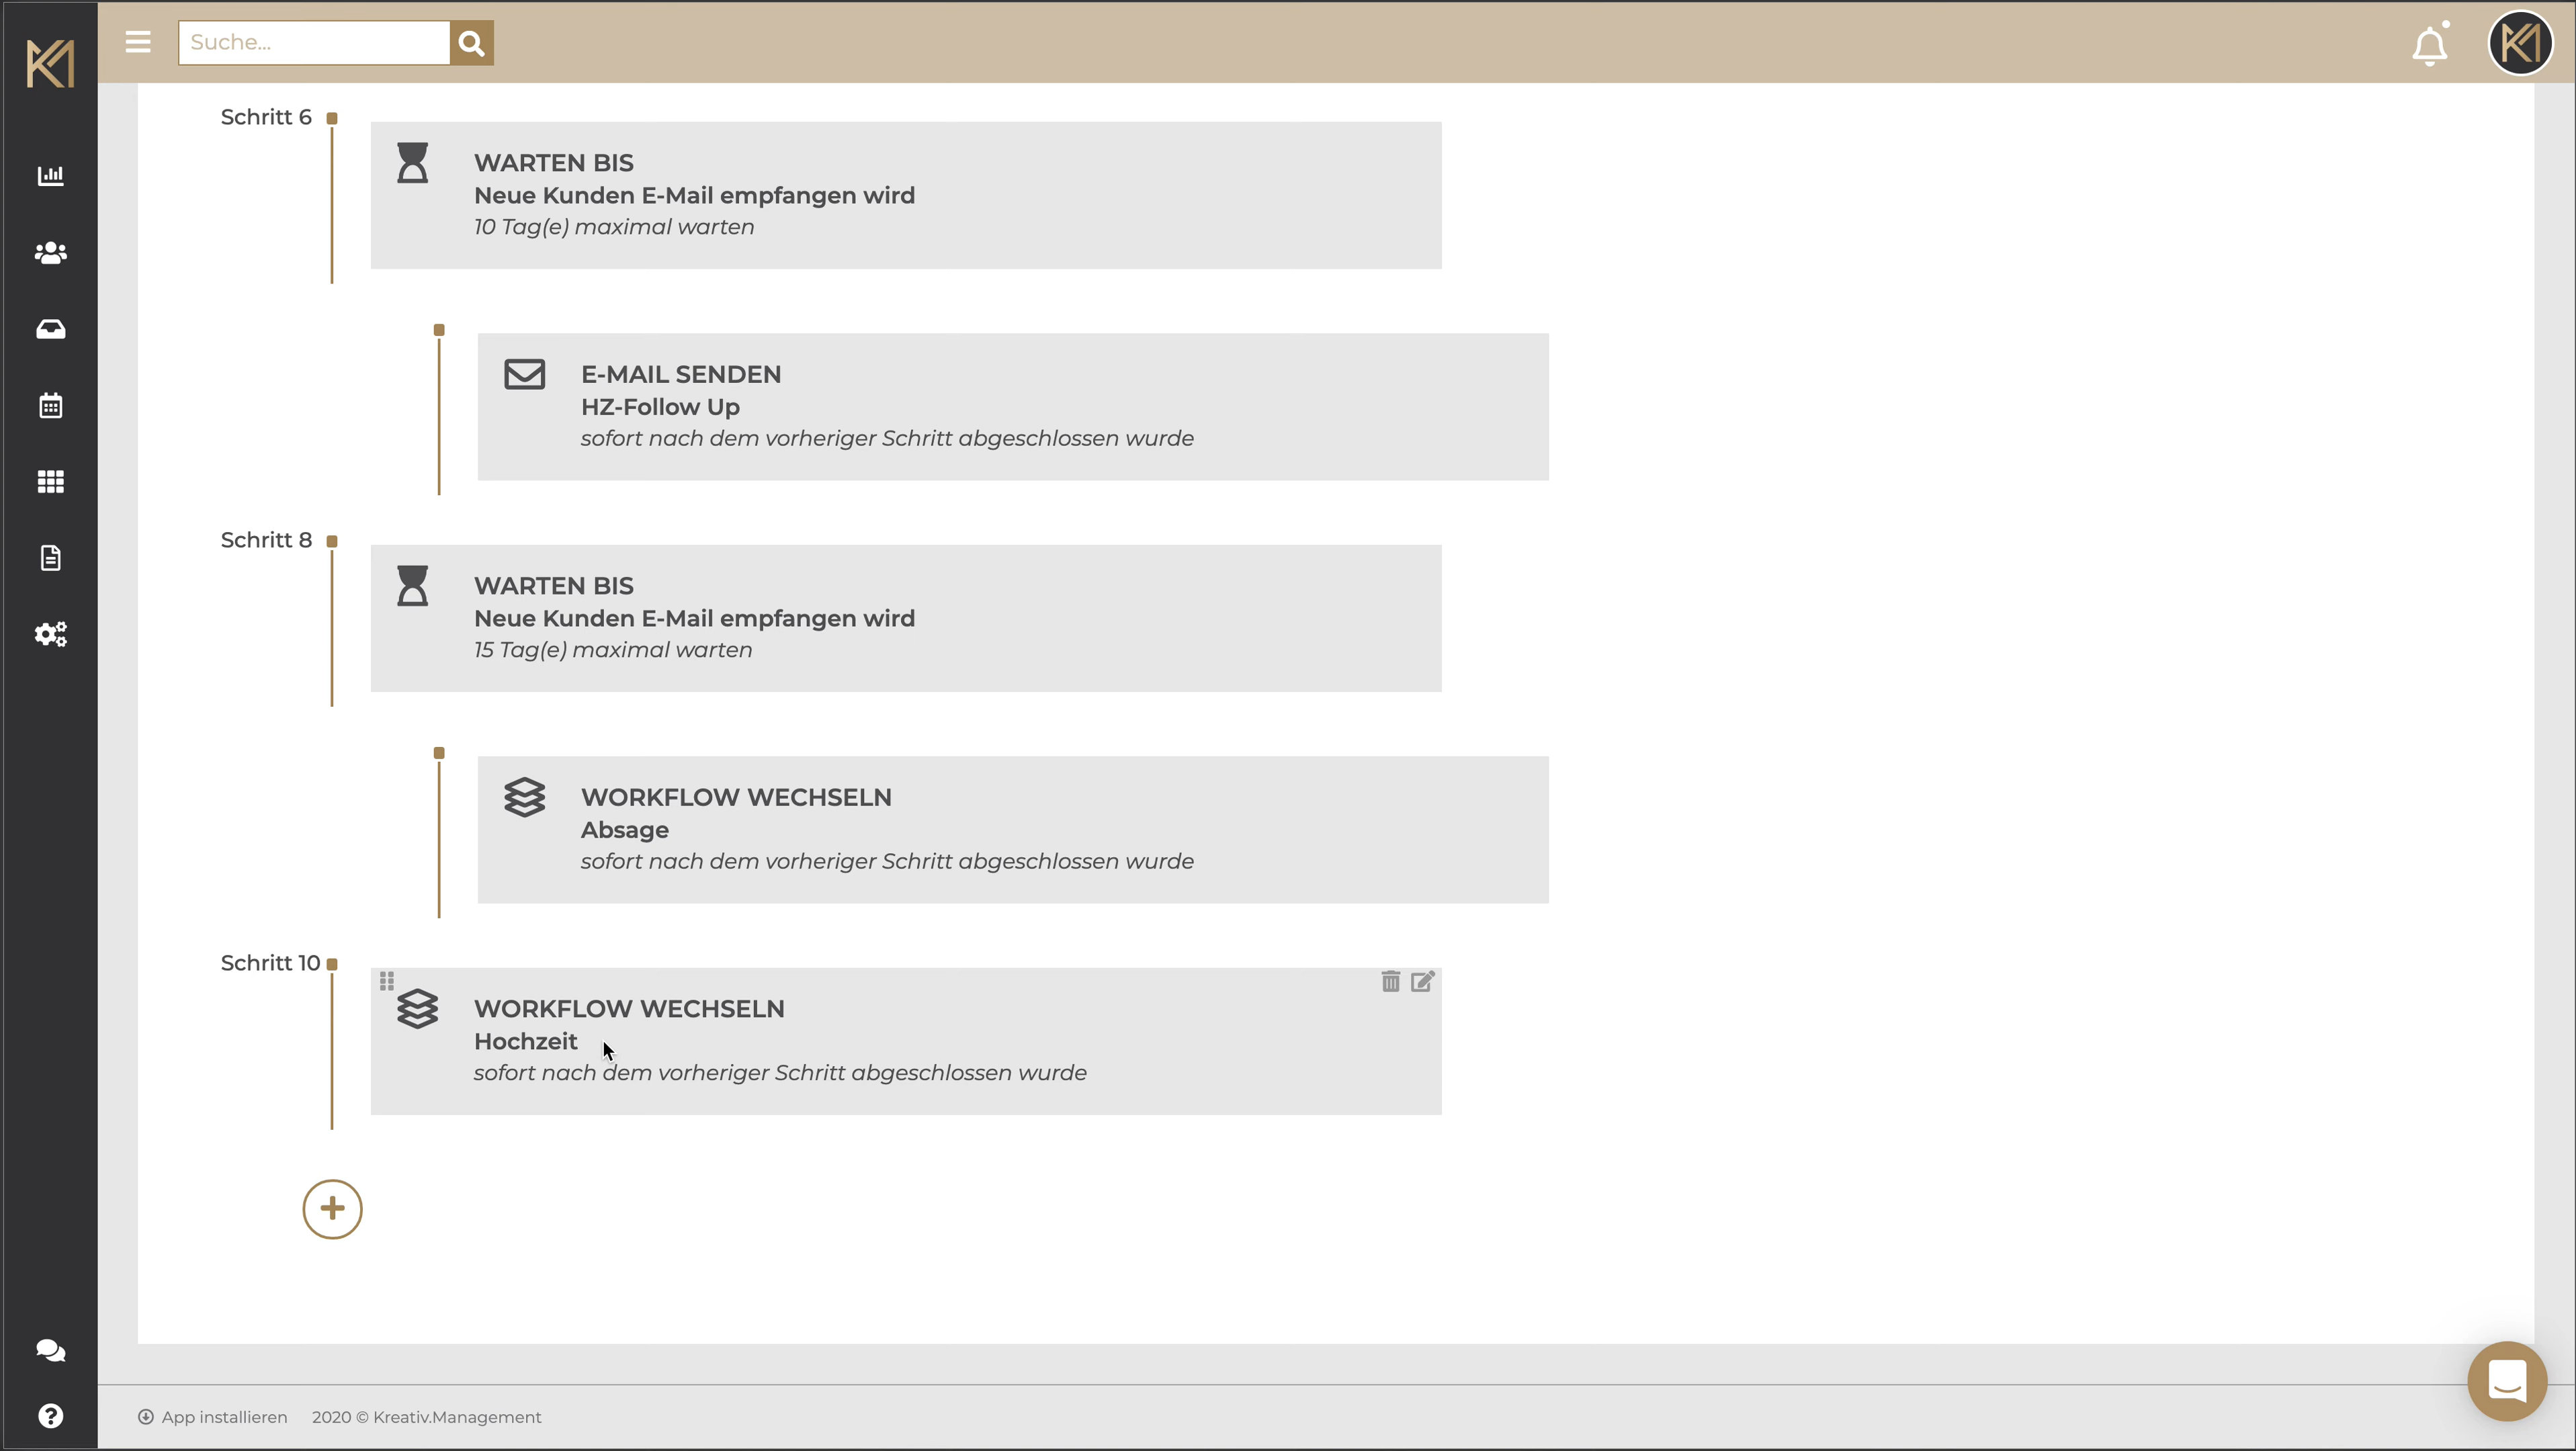 Suche...
Schritt 6
WARTEN BIS
Neue Kunden E-Mail empfangen wird
10 Tag(e) maximal warten
E-MAIL SENDEN
HZ-Follow Up
sofort nach dem vorheriger Schritt abgeschlossen wurde
Schritt 8
WARTEN BIS
Neue Kunden E-Mail empfangen wird
15 Tag(e) maximal warten
WORKFLOW WECHSELN
Absage
sofort nach dem vorheriger Schritt abgeschlossen wurde
Schritt 10
WORKFLOW WECHSELN
Hochzeit
sofort nach dem vorheriger Schritt abgeschlossen wurde
App installieren 2020 © Kreativ.Management